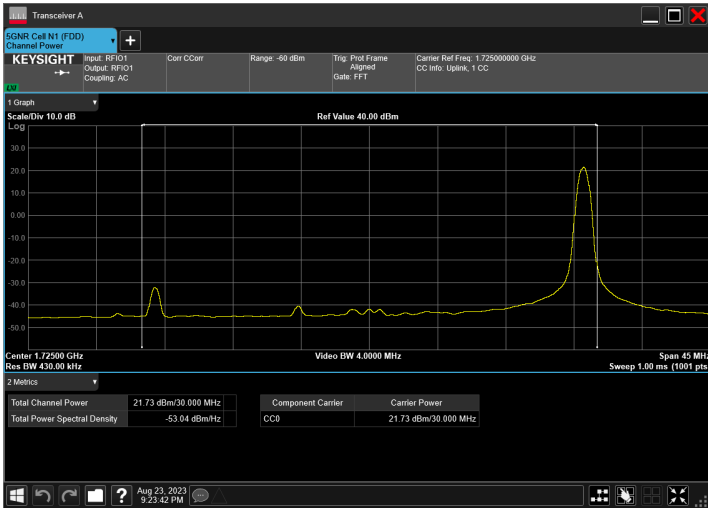 Transceiver A
5GNR Cell N1 (FDD)
Channel Power
KEYSIGHT
Input: RFIO1
Output: RFIO1
Coupling: AC
Corr CCorr
Range: -60 dBm
Trig: Prot Frame
Aligned
Gate: FFT
Carrier Ref Freq: 1.725000000 GHz
CC Info: Uplink, 1 CC
LXI
1 Graph
Scale/Div 10.0 dB
Ref Value 40.00 dBm
Log
30.0
20.0
10.0
0.00
-10.0
-20.0
-30.0
-40.0
-50.0
Center 1.72500 GHz
Video BW 4.0000 MHz
Span 45 MHz
Res BW 430.00 kHz
Sweep 1.00 ms (1001 pts
2 Metrics
Total Channel Power 21.73 dBm/30.000 MHz
Total Power Spectral Density -53.04 dBm/Hz
Component Carrier Carrier Power
CC0 21.73 dBm/30.000 MHz
?
Aug 23, 2023
9:23:42 PM